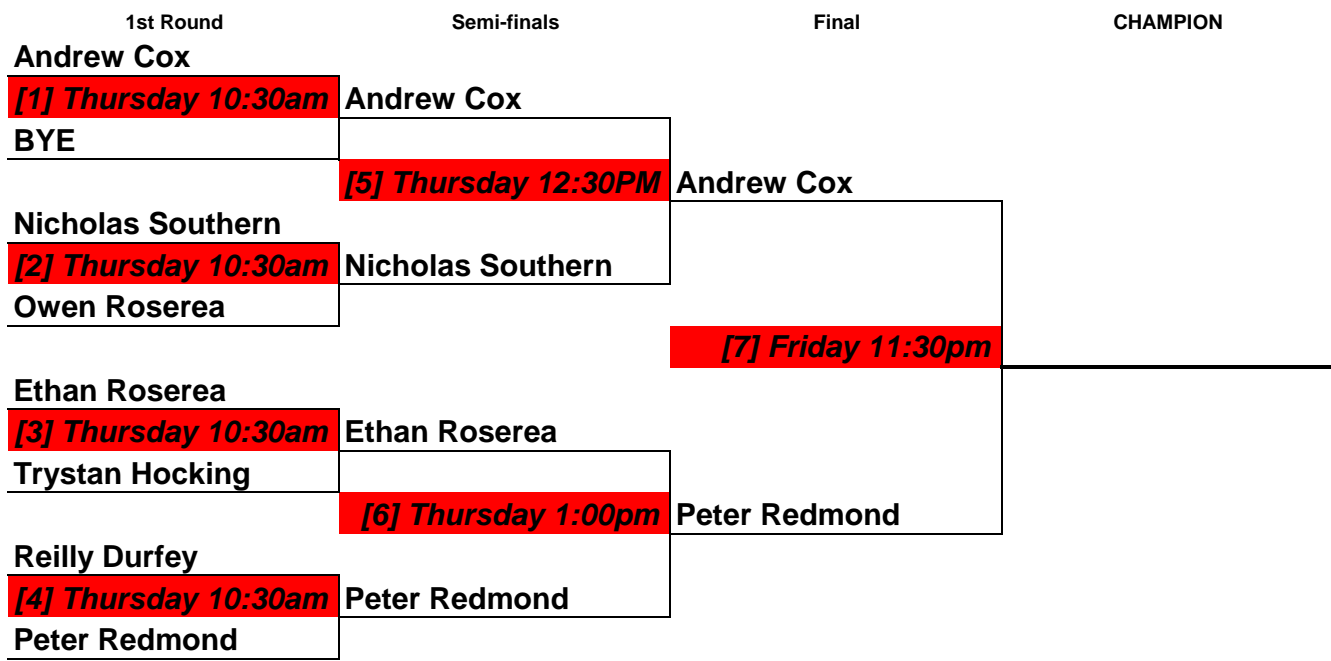 1st Round Semi-finals Final CHAMPION
Andrew Cox
[1] Thursday 10:30am Andrew Cox
BYE
[5] Thursday 12:30PM Andrew Cox
Nicholas Southern
[2] Thursday 10:30am Nicholas Southern
Owen Roserea
[7] Friday 11:30pm
Ethan Roserea
[3] Thursday 10:30am Ethan Roserea
Trystan Hocking
[6] Thursday 1:00pm Peter Redmond
Reilly Durfey
[4] Thursday 10:30am Peter Redmond
Peter Redmond